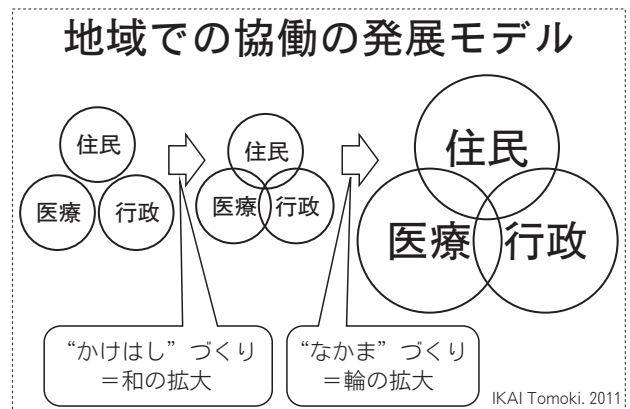 地域での協働の発展モデル
住民
医療
行政
住民
医療
行政
住民
医療
行政
“かけはし”づくり
＝和の拡大
“なかま”づくり
＝輪の拡大
IKAI Tomoki. 2011